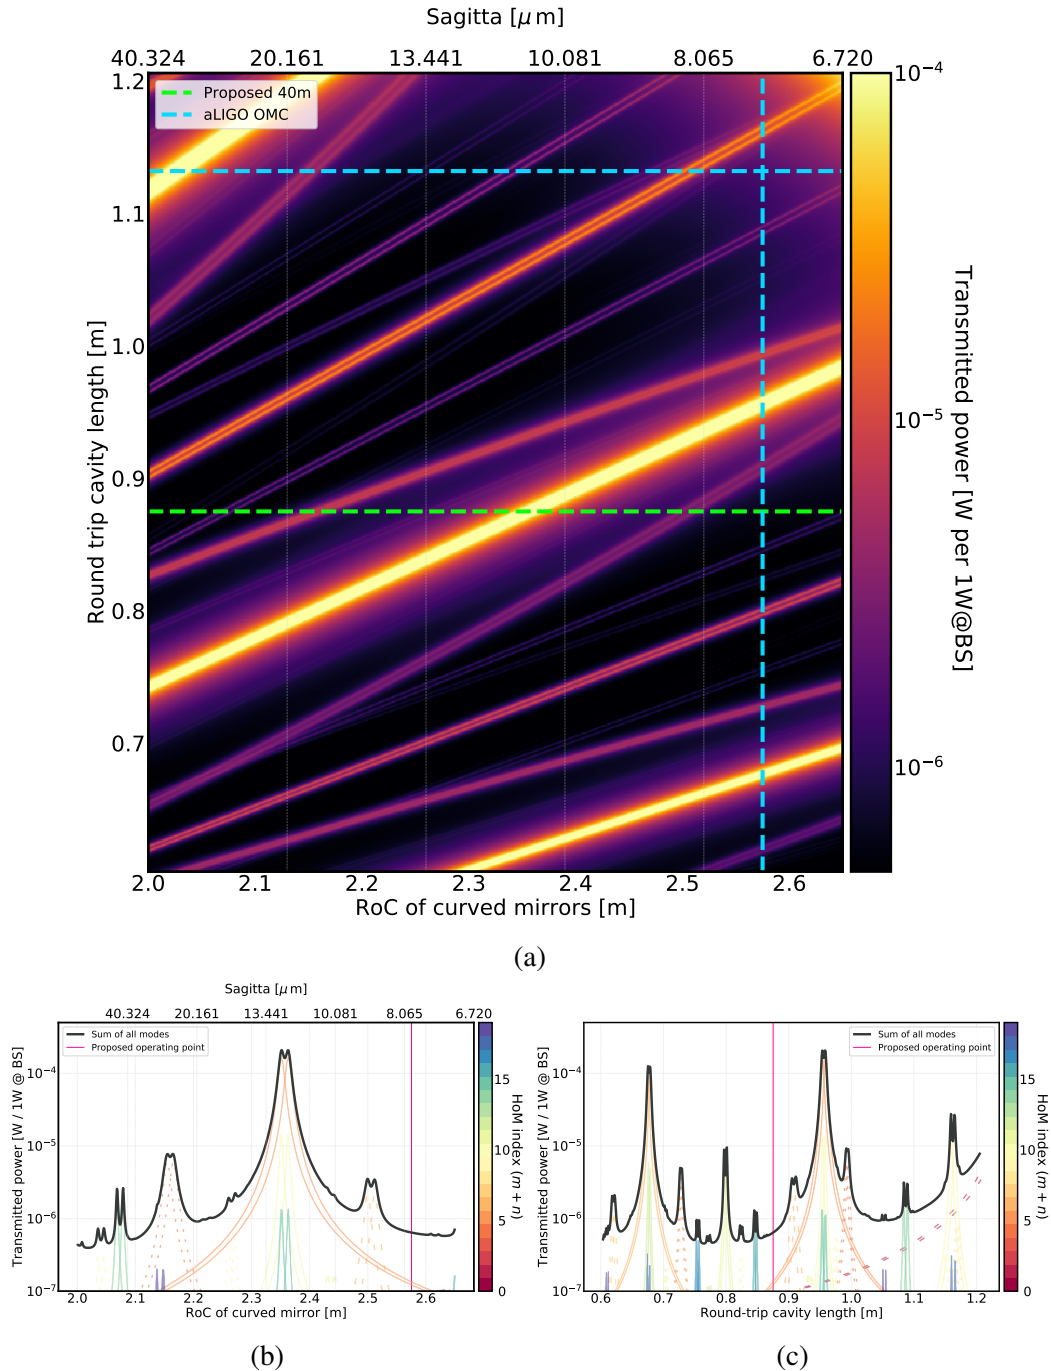 Sagitta [μm]
40.324 20.161 13.441 10.081 8.065 6.720
Proposed 40m
aLIGO OMC
1.2
1.1
1.0
0.9
0.8
0.7
Round trip cavity length [m]
2.0 2.1 2.2 2.3 2.4 2.5 2.6
RoC of curved mirrors [m]
10⁻⁴
10⁻⁵
10⁻⁶
Transmitted power [W per 1W@BS]
(a)
Sagitta [μm]
40.324 20.161 13.441 10.081 8.065 6.720
Sum of all modes
Proposed operating point
10⁻⁴
10⁻⁵
10⁻⁶
10⁻⁷
Transmitted power [W / 1W @ BS]
2.0 2.1 2.2 2.3 2.4 2.5 2.6
RoC of curved mirror [m]
15
10
5
0
HoM index (m + n)
(b)
Sum of all modes
Proposed operating point
10⁻⁴
10⁻⁵
10⁻⁶
10⁻⁷
Transmitted power [W / 1W @ BS]
0.6 0.7 0.8 0.9 1.0 1.1 1.2
Round-trip cavity length [m]
15
10
5
0
HoM index (m + n)
(c)